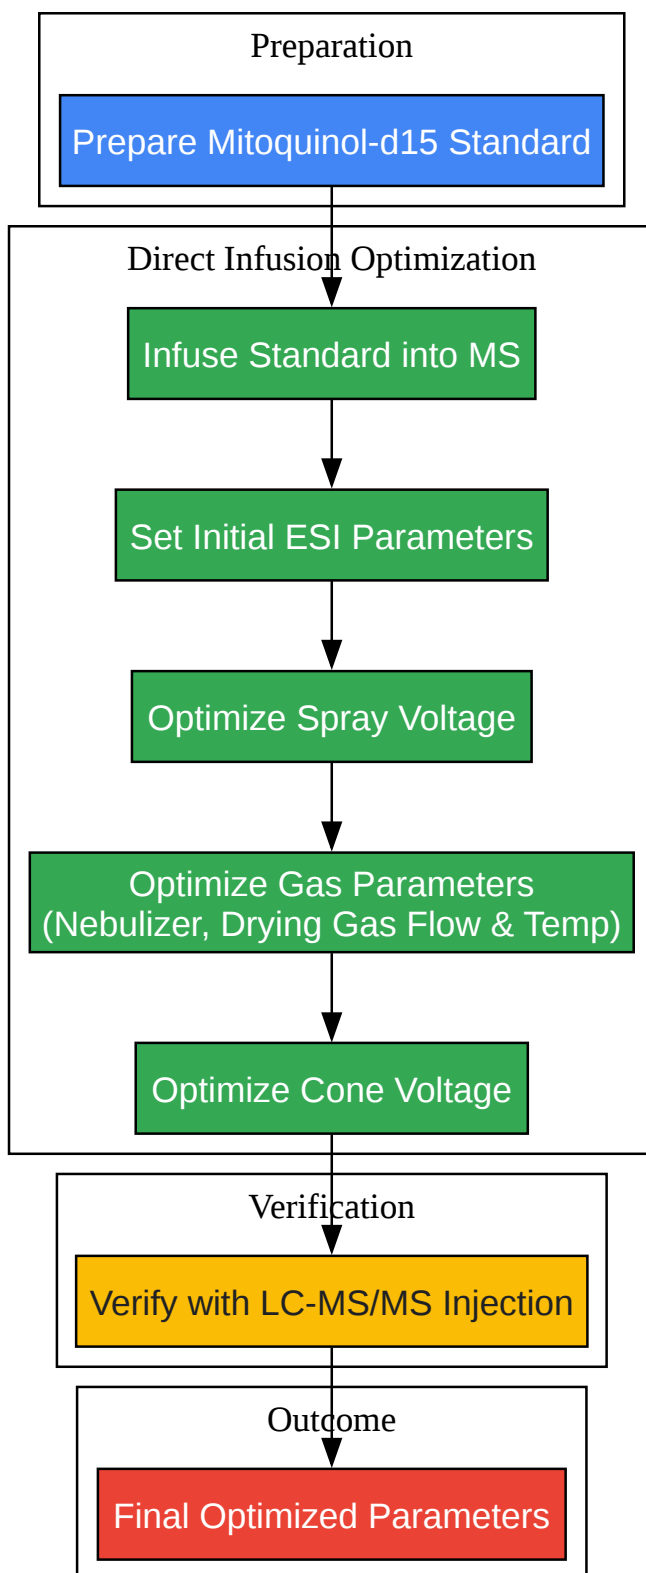 Preparation
Prepare Mitoquinol-d15 Standard
Direct Infusion Optimization
Infuse Standard into MS
Set Initial ESI Parameters
Optimize Spray Voltage
Optimize Gas Parameters
(Nebulizer, Drying Gas Flow & Temp)
Optimize Cone Voltage
Verification
Verify with LC-MS/MS Injection
Outcome
Final Optimized Parameters